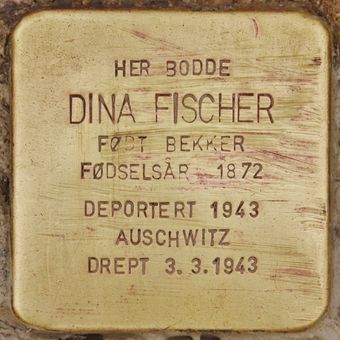 HER BODDE
DINA FISCHER
FØDT BEKKER
FØDSELSÅR 1872
DEPORTERT 1943
AUSCHWITZ
DREPT 3.3.1943